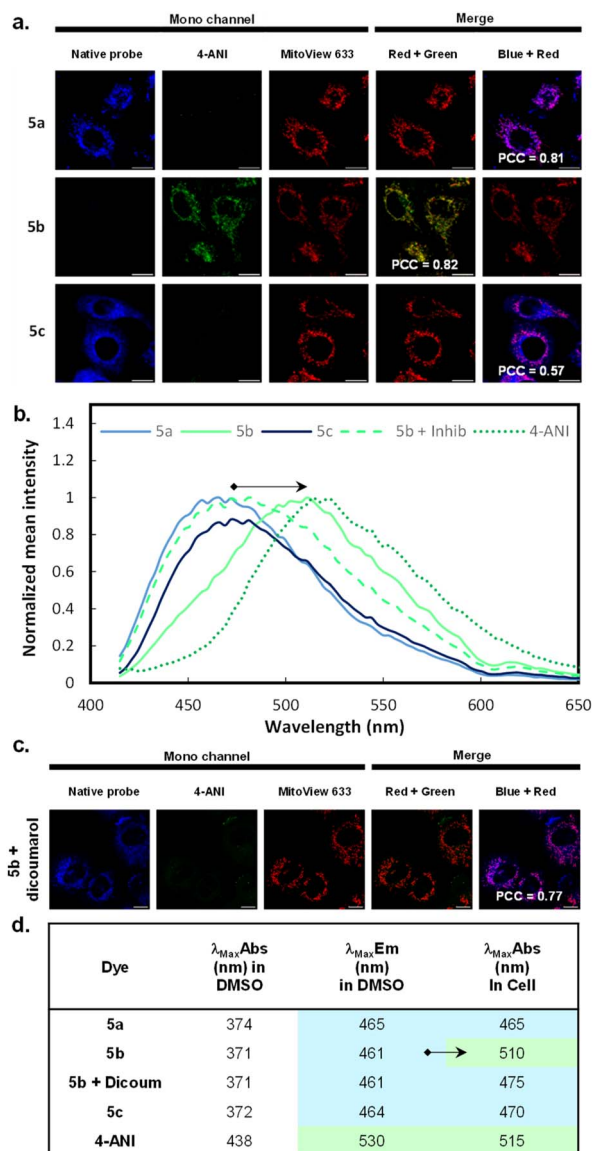 a.
Mono channel Merge
Native probe 4-ANI MitoView 633 Red + Green Blue + Red
5a
PCC = 0.81
5b
PCC = 0.82
5c
PCC = 0.57
b.
1.4
5a 5b 5c 5b + Inhib 4-ANI
1.2
1
0.8
0.6
0.4
0.2
0
Normalized mean intensity
400 450 500 550 600 650
Wavelength (nm)
c.
Mono channel Merge
Native probe 4-ANI MitoView 633 Red + Green Blue + Red
5b +
dicoumarol
PCC = 0.77
d.
Dye λMaxAbs (nm) in DMSO λMaxEm (nm) in DMSO λMaxAbs (nm) In Cell
5a 374 465 465
5b 371 461 510
5b + Dicoum 371 461 475
5c 372 464 470
4-ANI 438 530 515